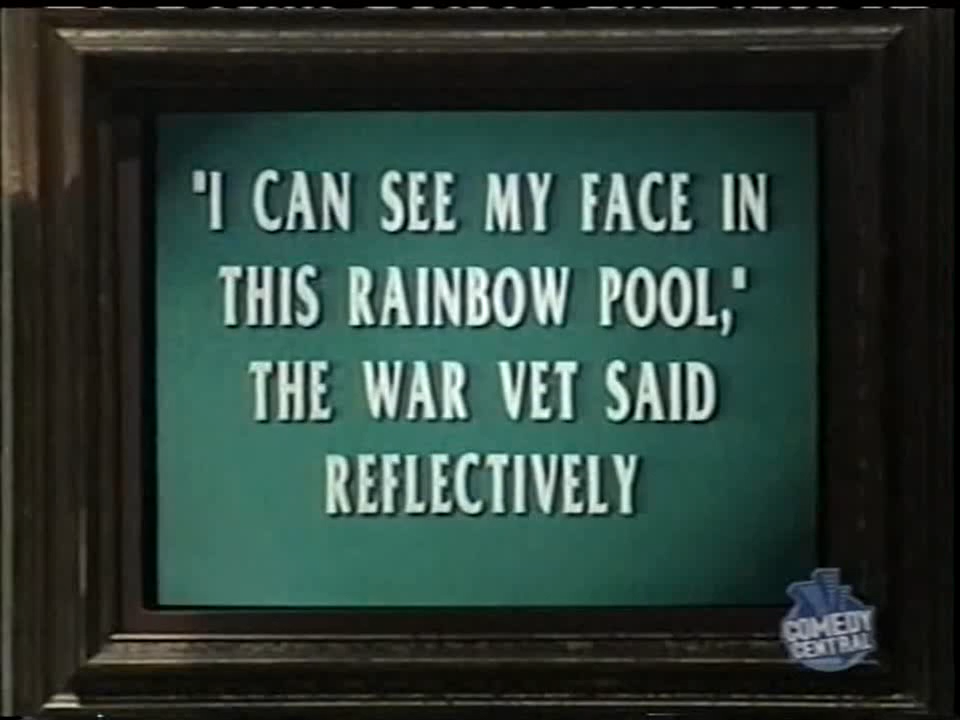 "I CAN SEE MY FACE IN
THIS RAINBOW POOL,"
THE WAR VET SAID
REFLECTIVELY
COMEDY
CENTRAL